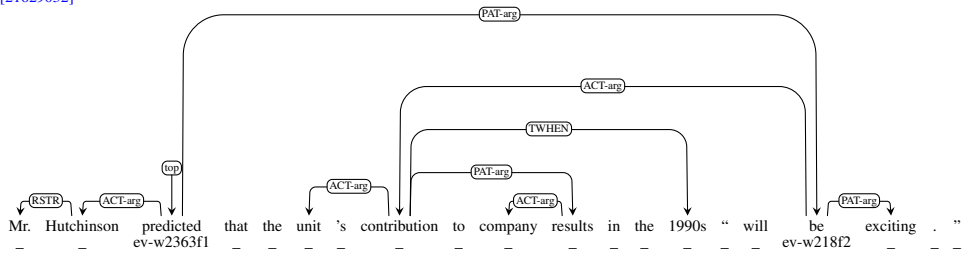 PAT-arg
ACT-arg
TWHEN
top
PAT-arg
ACT-arg
RSTR ACT-arg ACT-arg PAT-arg
Mr. Hutchinson predicted that the unit 's contribution to company results in the 1990s “ will be exciting . ”
_ _ ev-w2363f1 _ _ _ _ _ _ _ _ _ _ _ _ _ ev-w218f2 _ _ _